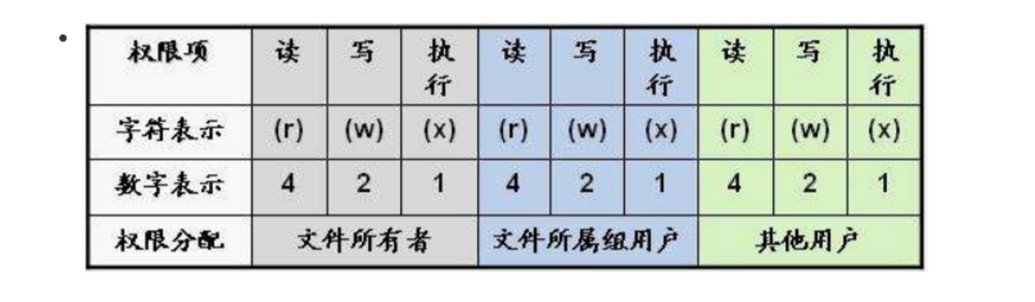 权限项 读 写 执行 读 写 执行 读 写 执行
字符表示 (r) (w) (x) (r) (w) (x) (r) (w) (x)
数字表示 4 2 1 4 2 1 4 2 1
权限分配 文件所有者 文件所属组用户 其他用户